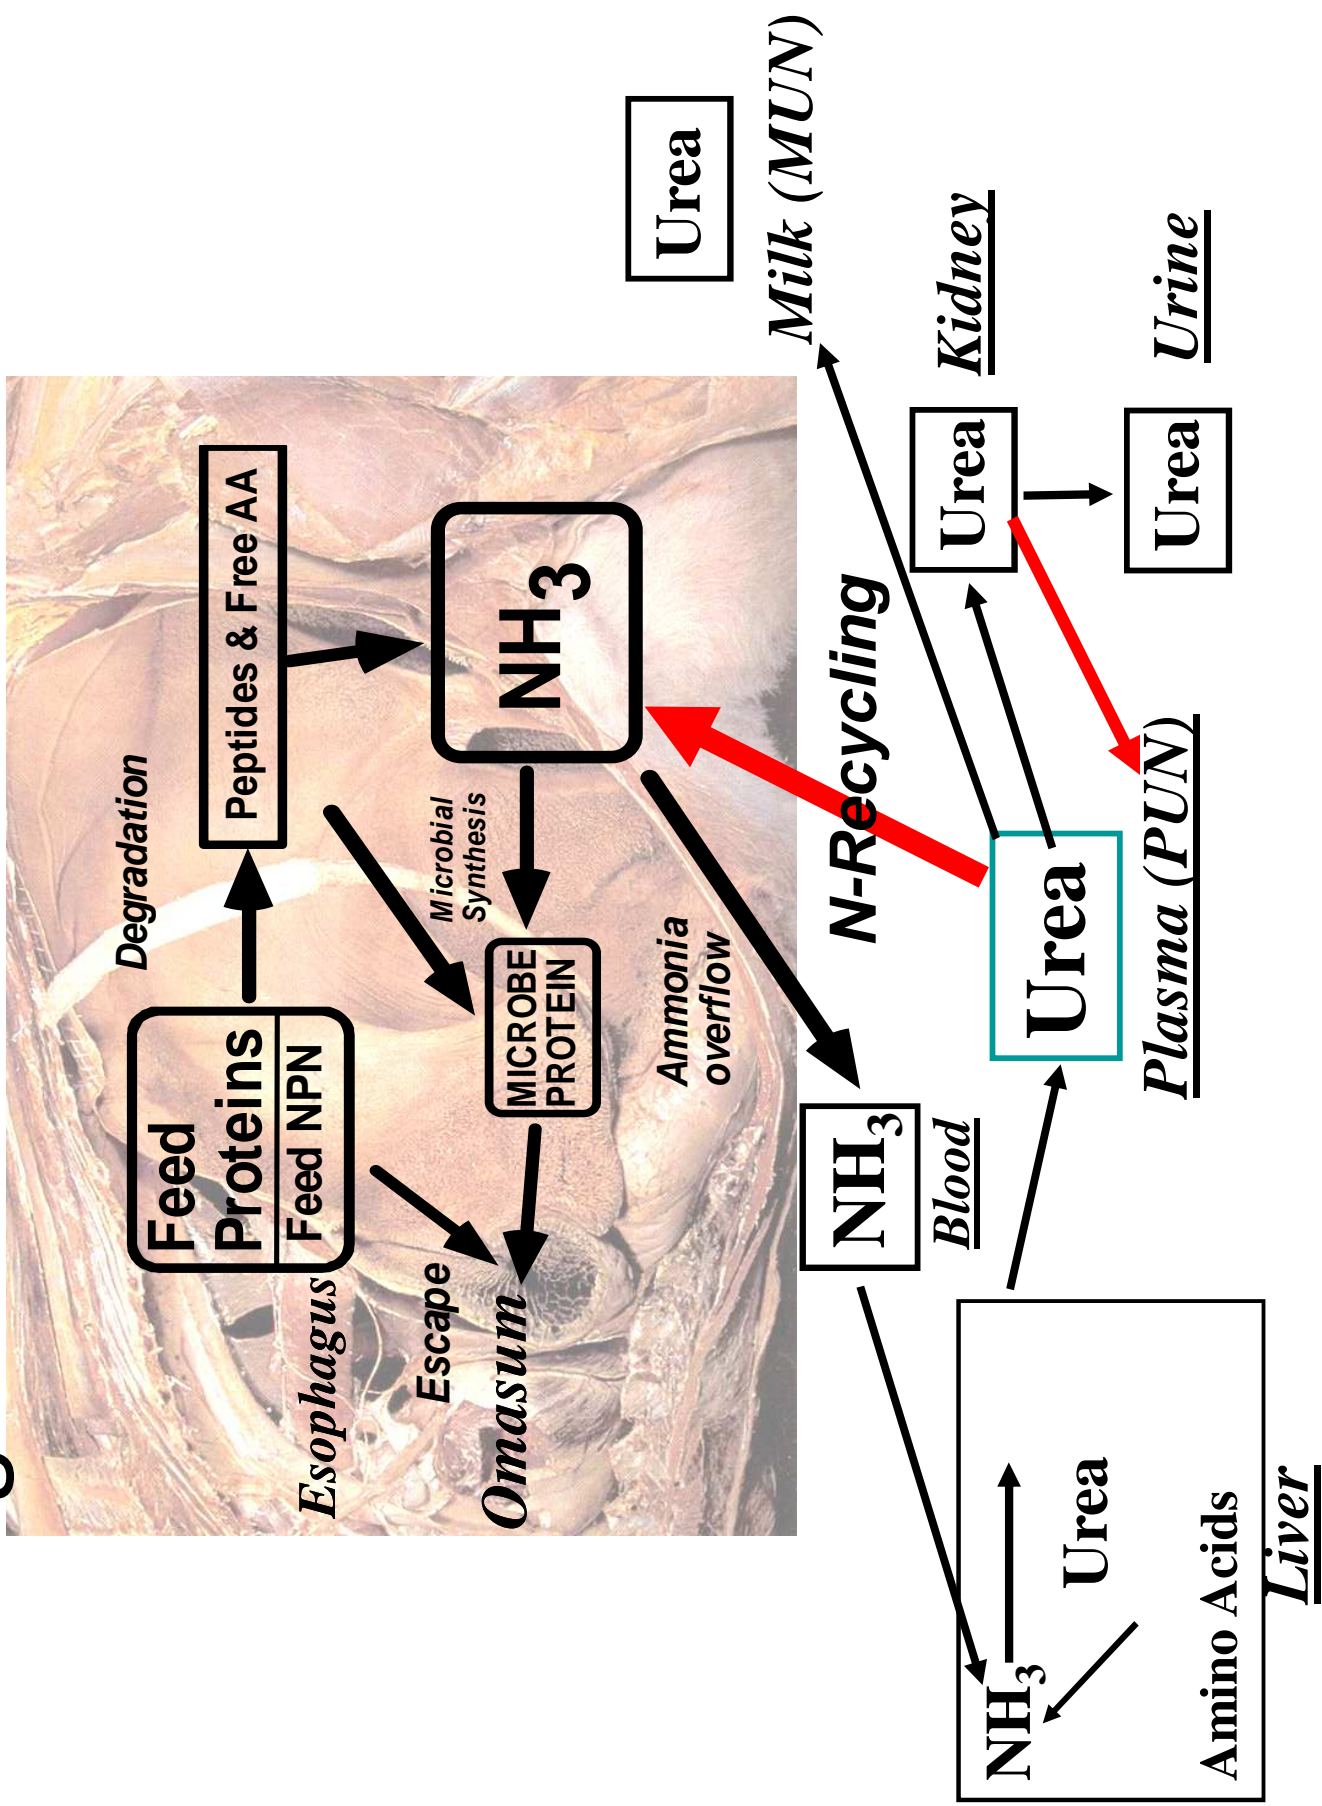 Degradation
Feed
Proteins
Feed NPN
Peptides & Free AA
Esophagus
Escape
Microbial
Synthesis
NH3
Omasum
MICROBE
PROTEIN
Ammonia
overflow
Urea
Milk (MUN)
NH3
Blood
N-Recycling
Urea
Kidney
NH3
Urea
Amino Acids
Liver
Urea
Plasma (PUN)
Urea
Urine